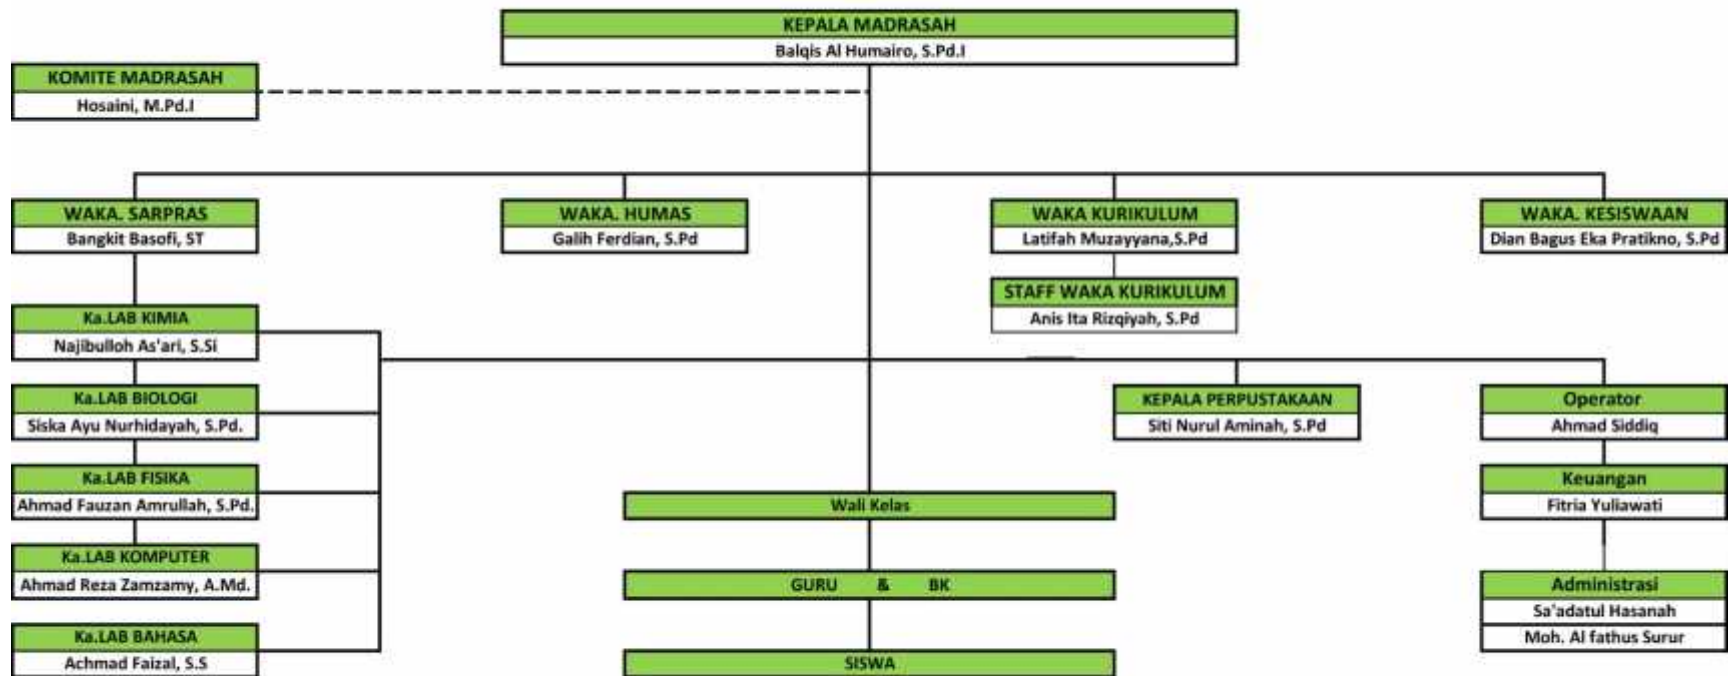 KEPALA MADRASAH
Balqis Al Humairo, S.Pd.I
KOMITE MADRASAH
Hosaini, M.Pd.I
WAKA. SARPRAS
Bangkit Basofi, ST
WAKA. HUMAS
Galih Ferdian, S.Pd
WAKA KURIKULUM
Latifah Muzayyana,S.Pd
WAKA. KESISWAAN
Dian Bagus Eka Pratikno, S.Pd
STAFF WAKA KURIKULUM
Anis Ita Rizqiyah, S.Pd
Ka.LAB KIMIA
Najibulloh As'ari, S.Si
Ka.LAB BIOLOGI
Siska Ayu Nurhidayah, S.Pd.
Ka.LAB FISIKA
Ahmad Fauzan Amrullah, S.Pd.
Ka.LAB KOMPUTER
Ahmad Reza Zamzamy, A.Md.
Ka.LAB BAHASA
Achmad Faizal, S.S
KEPALA PERPUSTAKAAN
Siti Nurul Aminah, S.Pd
Operator
Ahmad Siddiq
Keuangan
Fitria Yuliawati
Administrasi
Sa'adatul Hasanah
Moh. Al fathus Surur
Wali Kelas
GURU & BK
SISWA